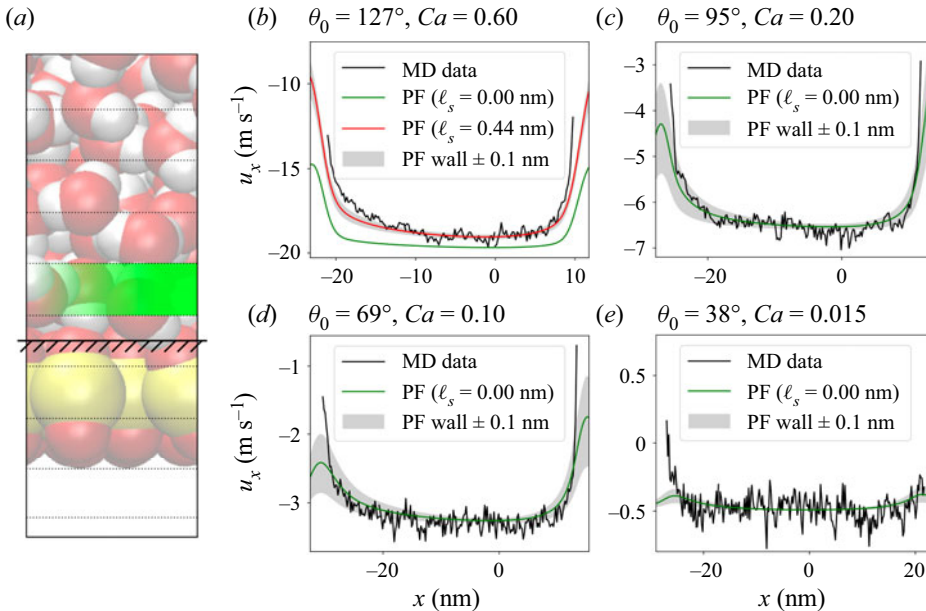 (a)
(b) θ0 = 127°, Ca = 0.60
MD data
PF (ℓs = 0.00 nm)
PF (ℓs = 0.44 nm)
PF wall ± 0.1 nm
ux (m s−1)
−10
−15
−20
−20 −10 0 10
(c) θ0 = 95°, Ca = 0.20
MD data
PF (ℓs = 0.00 nm)
PF wall ± 0.1 nm
−3
−4
−5
−6
−7
−20 0
(d) θ0 = 69°, Ca = 0.10
MD data
PF (ℓs = 0.00 nm)
PF wall ± 0.1 nm
ux (m s−1)
−1
−2
−3
−20 0
x (nm)
(e) θ0 = 38°, Ca = 0.015
MD data
PF (ℓs = 0.00 nm)
PF wall ± 0.1 nm
0.5
0
−0.5
−20 0 20
x (nm)